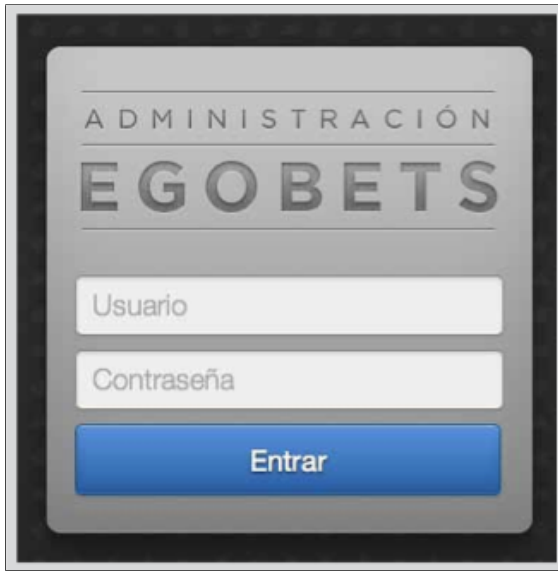 ADMINISTRACIÓN
EGOBETS
Usuario
Contraseña
Entrar